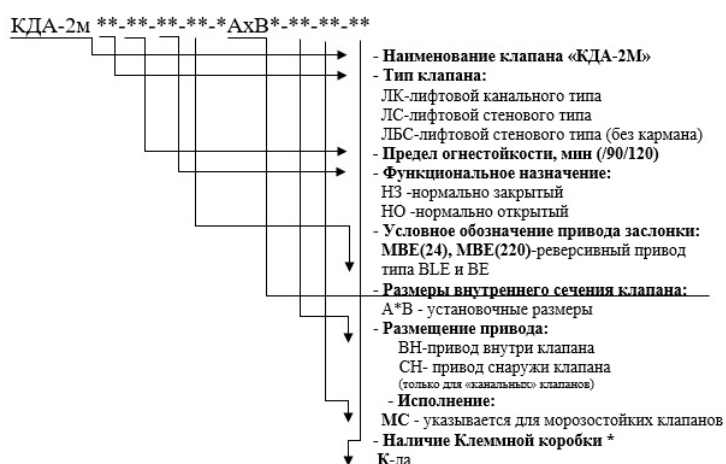 КДА-2м **-**-**-**-*АхВ*-**-**-**
- Наименование клапана «КДА-2М»
- Тип клапана:
ЛК-лифтовой канального типа
ЛС-лифтовой стенового типа
ЛБС-лифтовой стенового типа (без кармана)
- Предел огнестойкости, мин (/90/120)
- Функциональное назначение:
НЗ -нормально закрытый
НО -нормально открытый
- Условное обозначение привода заслонки:
МВЕ(24), МВЕ(220)-реверсивный привод
типа BLE и BE
- Размеры внутреннего сечения клапана:
А*В - установочные размеры
- Размещение привода:
ВН-привод внутри клапана
СН- привод снаружи клапана
(только для «канальных» клапанов)
- Исполнение:
МС - указывается для морозостойких клапанов
- Наличие Клеммной коробки *
К-да